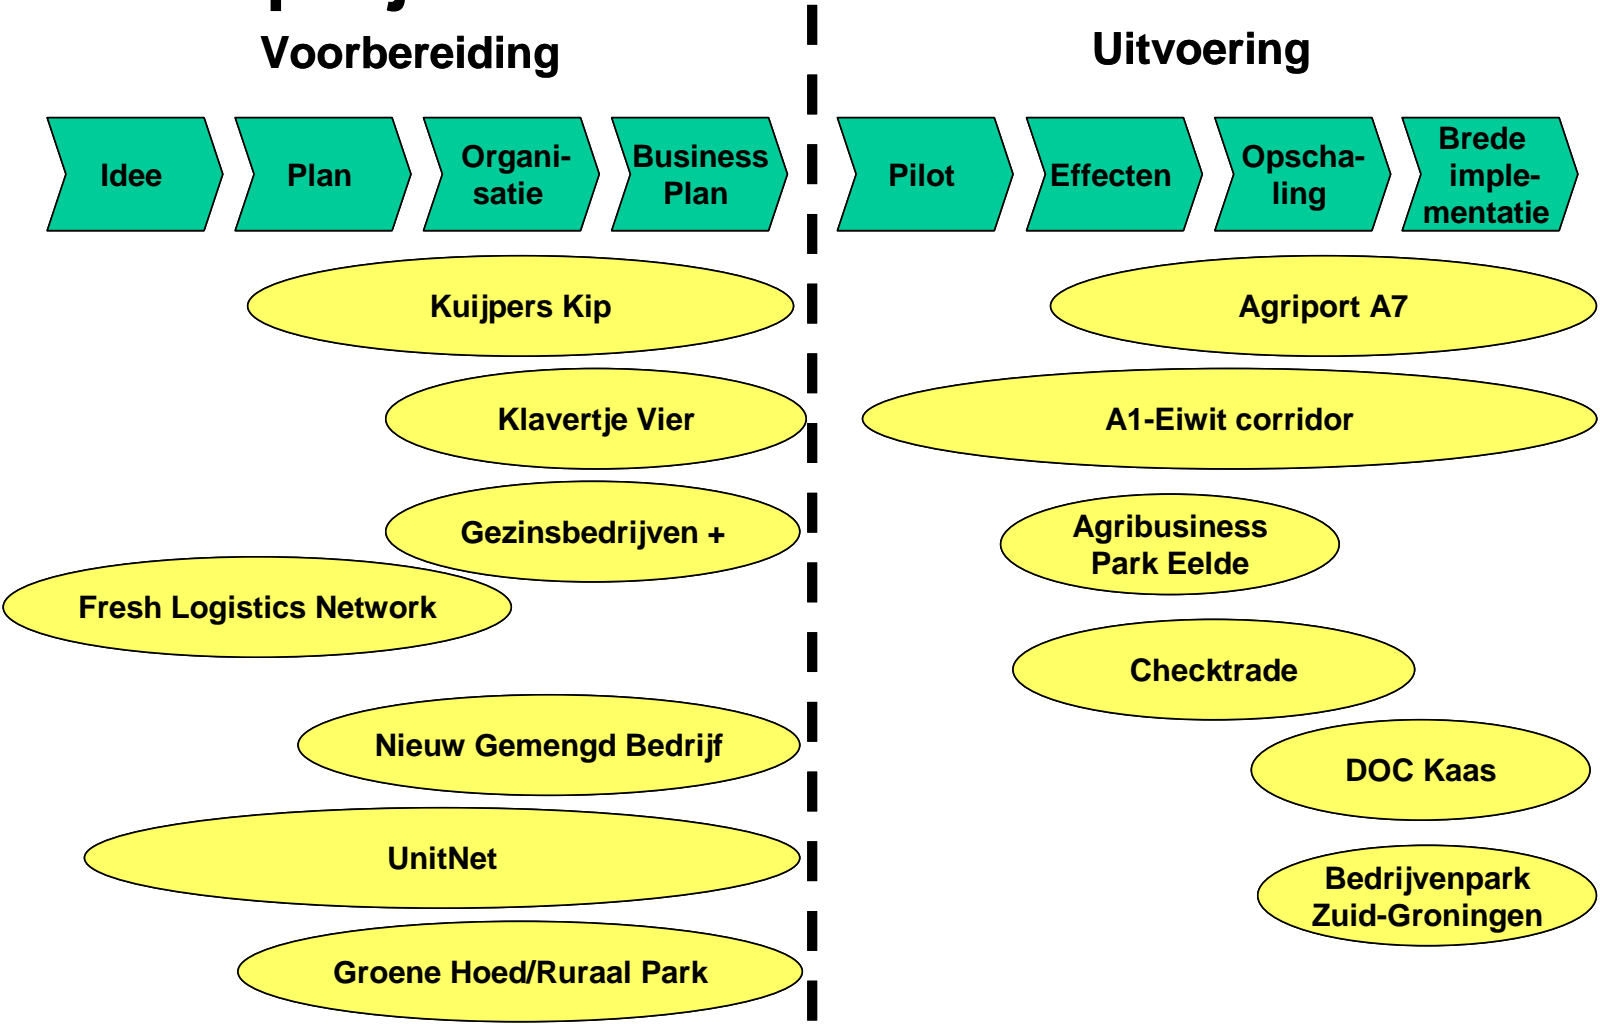 Voorbereiding
Uitvoering
Idee
Plan
Organi-
satie
Business
Plan
Pilot
Effecten
Opscha-
ling
Brede
imple-
mentatie
Kuijpers Kip
Agriport A7
Klavertje Vier
A1-Eiwit corridor
Gezinsbedrijven +
Agribusiness
Park Eelde
Fresh Logistics Network
Checktrade
Nieuw Gemengd Bedrijf
DOC Kaas
UnitNet
Bedrijvenpark
Zuid-Groningen
Groene Hoed/Ruraal Park